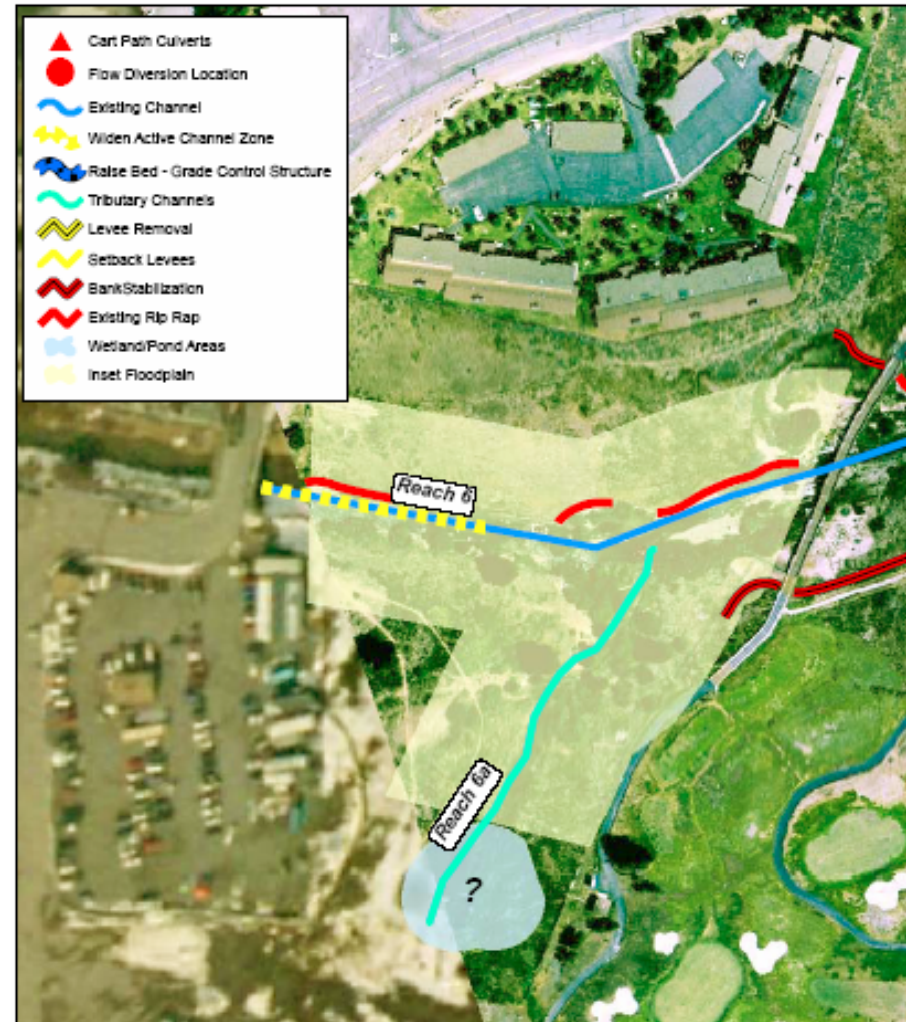 Cart Path Culverts
Flow Diversion Location
Existing Channel
Widen Active Channel Zone
Raise Bed - Grade Control Structure
Tributary Channels
Levee Removal
Setback Levees
BankStabilization
Existing Rip Rap
Wetland/Pond Areas
Inset Floodplain
Reach 6
Reach 6a
?